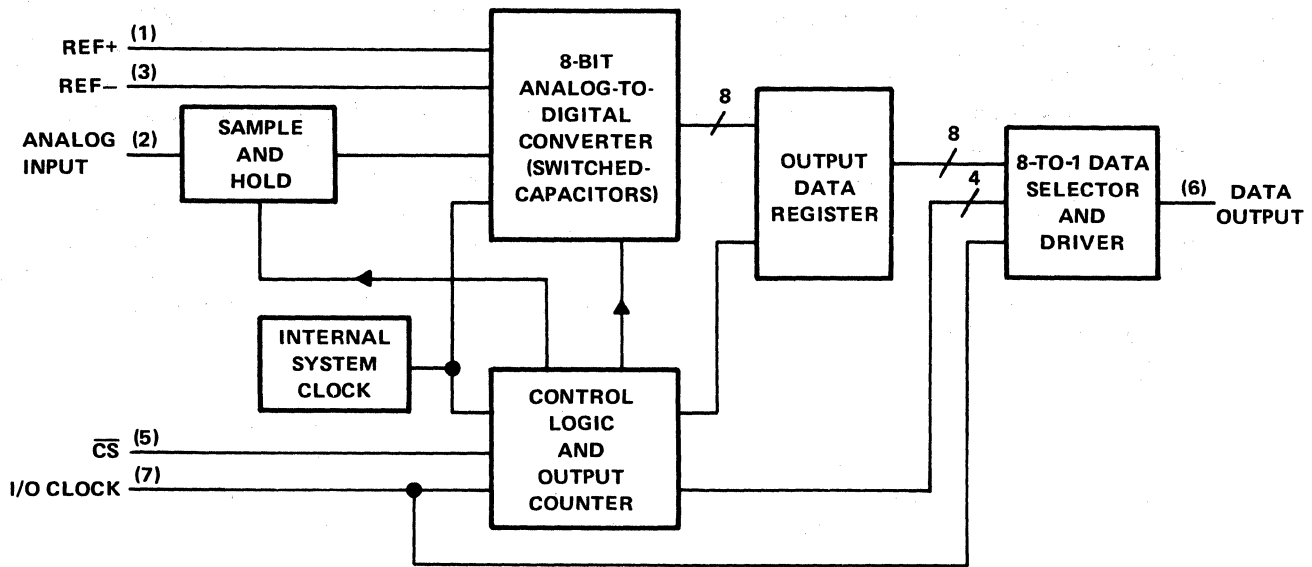 REF+ (1)
REF− (3)
ANALOG
INPUT
(2)
SAMPLE
AND
HOLD
8-BIT
ANALOG-TO-
DIGITAL
CONVERTER
(SWITCHED-
CAPACITORS)
8
OUTPUT
DATA
REGISTER
8
4
8-TO-1 DATA
SELECTOR
AND
DRIVER
(6)
DATA
OUTPUT
INTERNAL
SYSTEM
CLOCK
CONTROL
LOGIC
AND
OUTPUT
COUNTER
C̅S̅ (5)
I/O CLOCK (7)